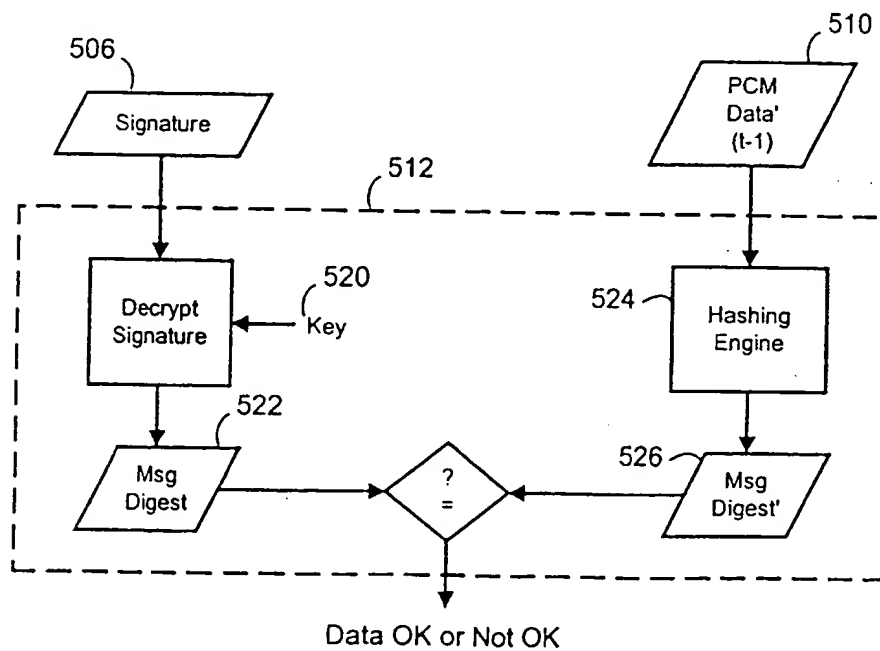 506
510
Signature
PCM
Data'
(t-1)
512
Decrypt
Signature
520
Key
524
Hashing
Engine
522
Msg
Digest
?
=
526
Msg
Digest'
Data OK or Not OK